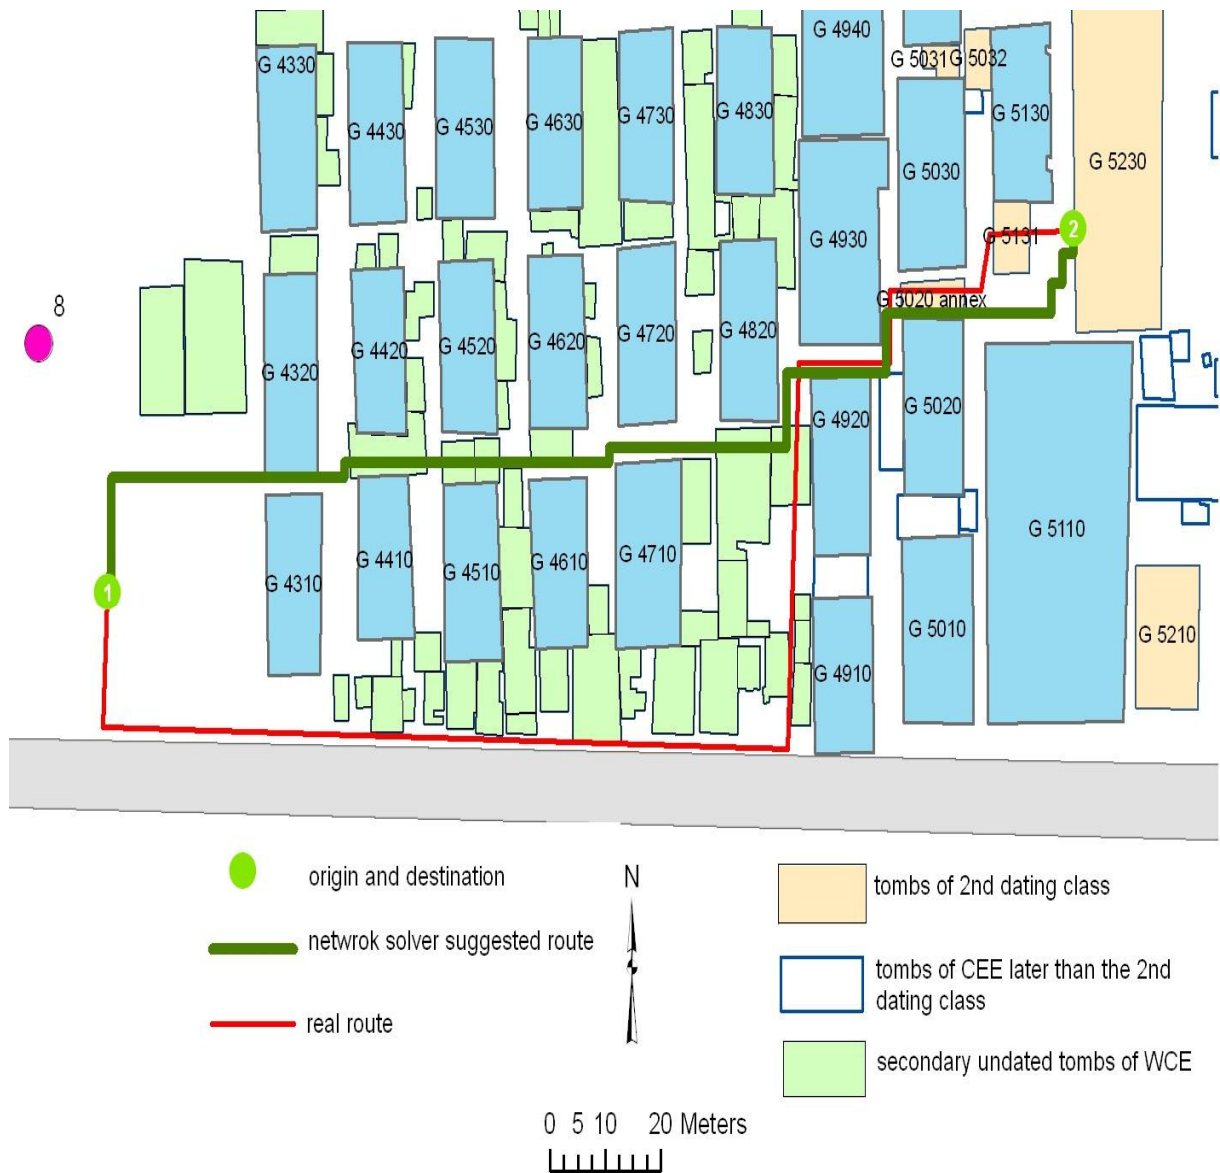 G 4940
G 5031 G 5032
G 4330
G 4430
G 4530
G 4630
G 4730
G 4830
G 5130
G 5030
G 5230
2
G 4930
G 5131
G 5020 annex
8
G 4320
G 4420
G 4520
G 4620
G 4720
G 4820
G 4920
G 5020
G 5110
1
G 4310
G 4410
G 4510
G 4610
G 4710
G 5010
G 5210
G 4910
origin and destination
netwrok solver suggested route
real route
N
tombs of 2nd dating class
tombs of CEE later than the 2nd
dating class
secondary undated tombs of WCE
0 5 10 20 Meters